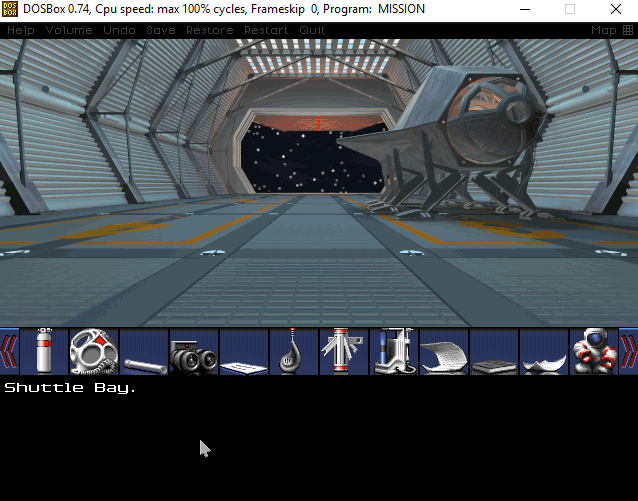 DOSBox 0.74, Cpu speed: max 100% cycles, Frameskip 0, Program: MISSION
Help Volume Undo Save Restore Restart Quit Map
Shuttle Bay.